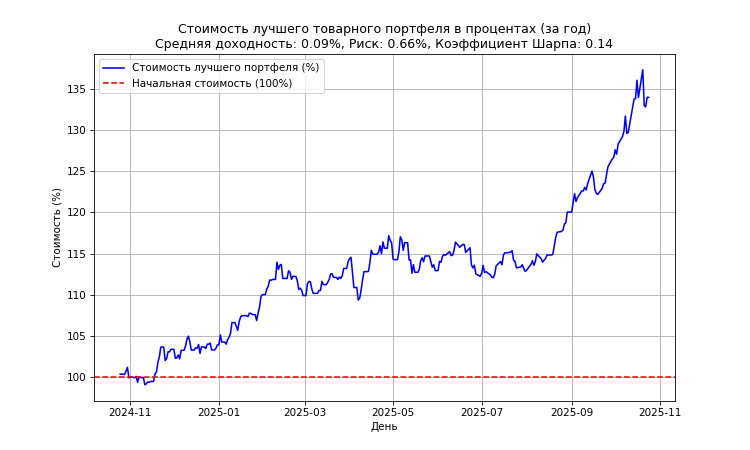 Стоимость лучшего товарного портфеля в процентах (за год)
Средняя доходность: 0.09%, Риск: 0.66%, Коэффициент Шарпа: 0.14
Стоимость лучшего портфеля (%)
Начальная стоимость (100%)
Стоимость (%)
135
130
125
120
115
110
105
100
2024-11
2025-01
2025-03
2025-05
2025-07
2025-09
2025-11
День